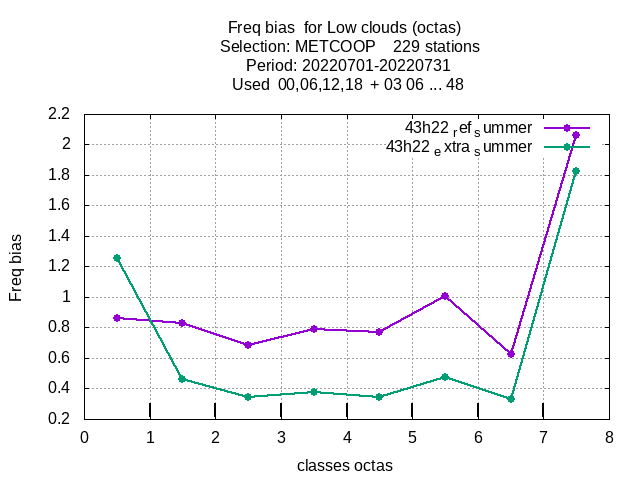 Freq bias  for Low clouds (octas)
Selection: METCOOP    229 stations
Period: 20220701-20220731
Used  00,06,12,18  + 03 06 ... 48
43h22 ref summer
43h22 extra summer
2.2
2
1.8
1.6
1.4
1.2
1
0.8
0.6
0.4
0.2
Freq bias
0 1 2 3 4 5 6 7 8
classes octas